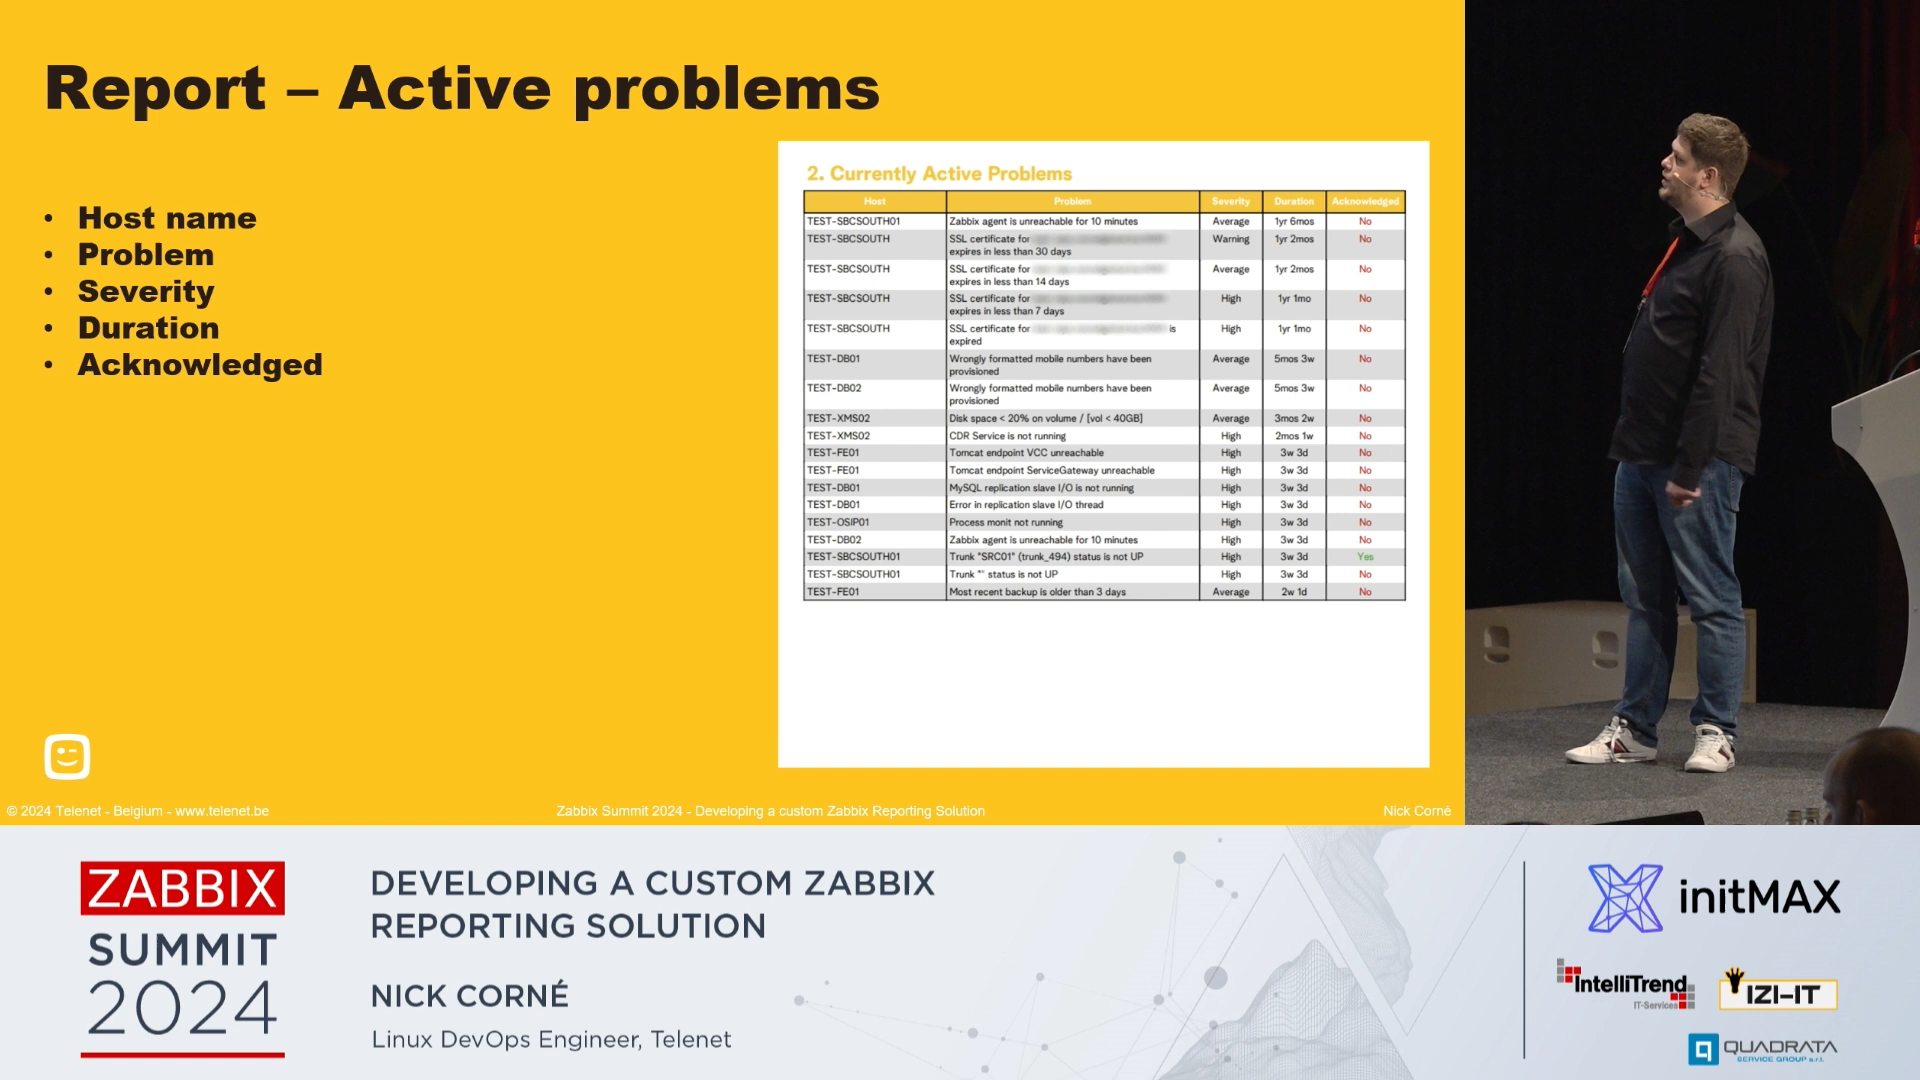 Report – Active problems
• Host name
• Problem
• Severity
• Duration
• Acknowledged
2. Currently Active Problems
Host Problem Severity Duration Acknowledged
TEST-SBCSOUTH01 Zabbix agent is unreachable for 10 minutes Average 1yr 6mos No
TEST-SBCSOUTH SSL certificate for Warning 1yr 2mos No
expires in less than 30 days
TEST-SBCSOUTH SSL certificate for Average 1yr 2mos No
expires in less than 14 days
TEST-SBCSOUTH SSL certificate for High 1yr 1mo No
expires in less than 7 days
TEST-SBCSOUTH SSL certificate for is High 1yr 1mo No
expired
TEST-DB01 Wrongly formatted mobile numbers have been Average 5mos 3w No
provisioned
TEST-DB02 Wrongly formatted mobile numbers have been Average 5mos 3w No
provisioned
TEST-XMS02 Disk space < 20% on volume / [vol < 40GB] Average 3mos 2w No
TEST-XMS02 CDR Service is not running High 2mos 1w No
TEST-FE01 Tomcat endpoint VCC unreachable High 3w 3d No
TEST-FE01 Tomcat endpoint ServiceGateway unreachable High 3w 3d No
TEST-DB01 MySQL replication slave I/O is not running High 3w 3d No
TEST-DB01 Error in replication slave I/O thread High 3w 3d No
TEST-OSIP01 Process monit not running High 3w 3d No
TEST-DB02 Zabbix agent is unreachable for 10 minutes High 3w 3d No
TEST-SBCSOUTH01 Trunk "SRC01" (trunk_494) status is not UP High 3w 3d Yes
TEST-SBCSOUTH01 Trunk "" status is not UP High 3w 3d No
TEST-FE01 Most recent backup is older than 3 days Average 2w 1d No
© 2024 Telenet - Belgium - www.telenet.be
Zabbix Summit 2024 - Developing a custom Zabbix Reporting Solution
Nick Corné
ZABBIX
SUMMIT
2024
DEVELOPING A CUSTOM ZABBIX
REPORTING SOLUTION
NICK CORNÉ
Linux DevOps Engineer, Telenet
initMAX
IntelliTrend
IT-Services
IZI-IT
QUADRATA
SERVICE GROUP s.r.l.